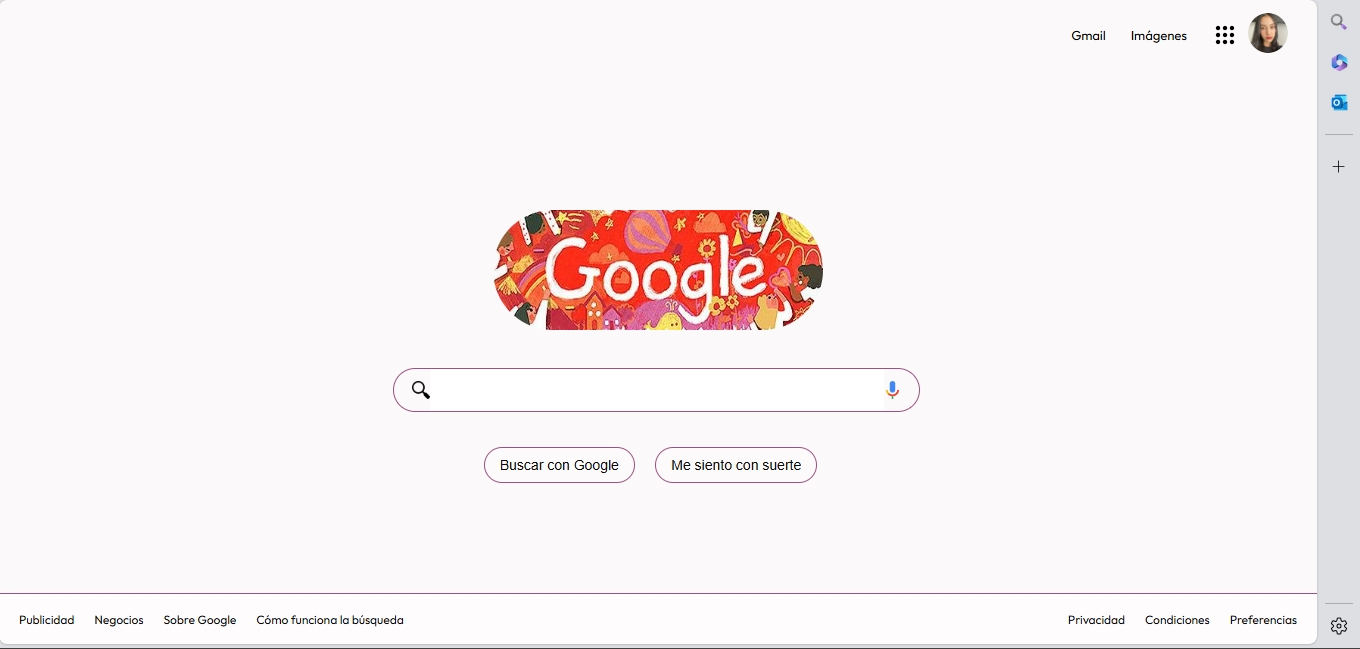 Gmail Imágenes
Google
Buscar con Google Me siento con suerte
Publicidad Negocios Sobre Google Cómo funciona la búsqueda Privacidad Condiciones Preferencias